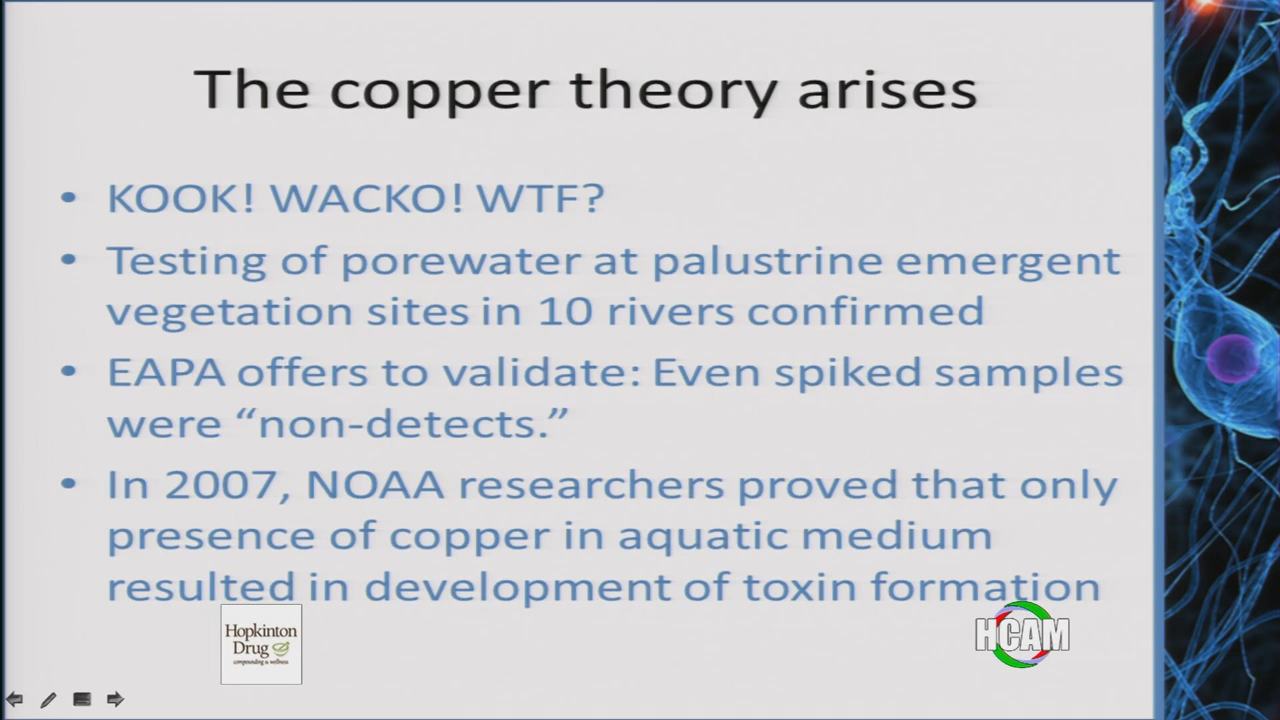 The copper theory arises
• KOOK! WACKO! WTF?
• Testing of porewater at palustrine emergent
vegetation sites in 10 rivers confirmed
• EAPA offers to validate: Even spiked samples
were “non-detects.”
• In 2007, NOAA researchers proved that only
presence of copper in aquatic medium
resulted in development of toxin formation
Hopkinton
Drug
compounding & wellness
HCAM